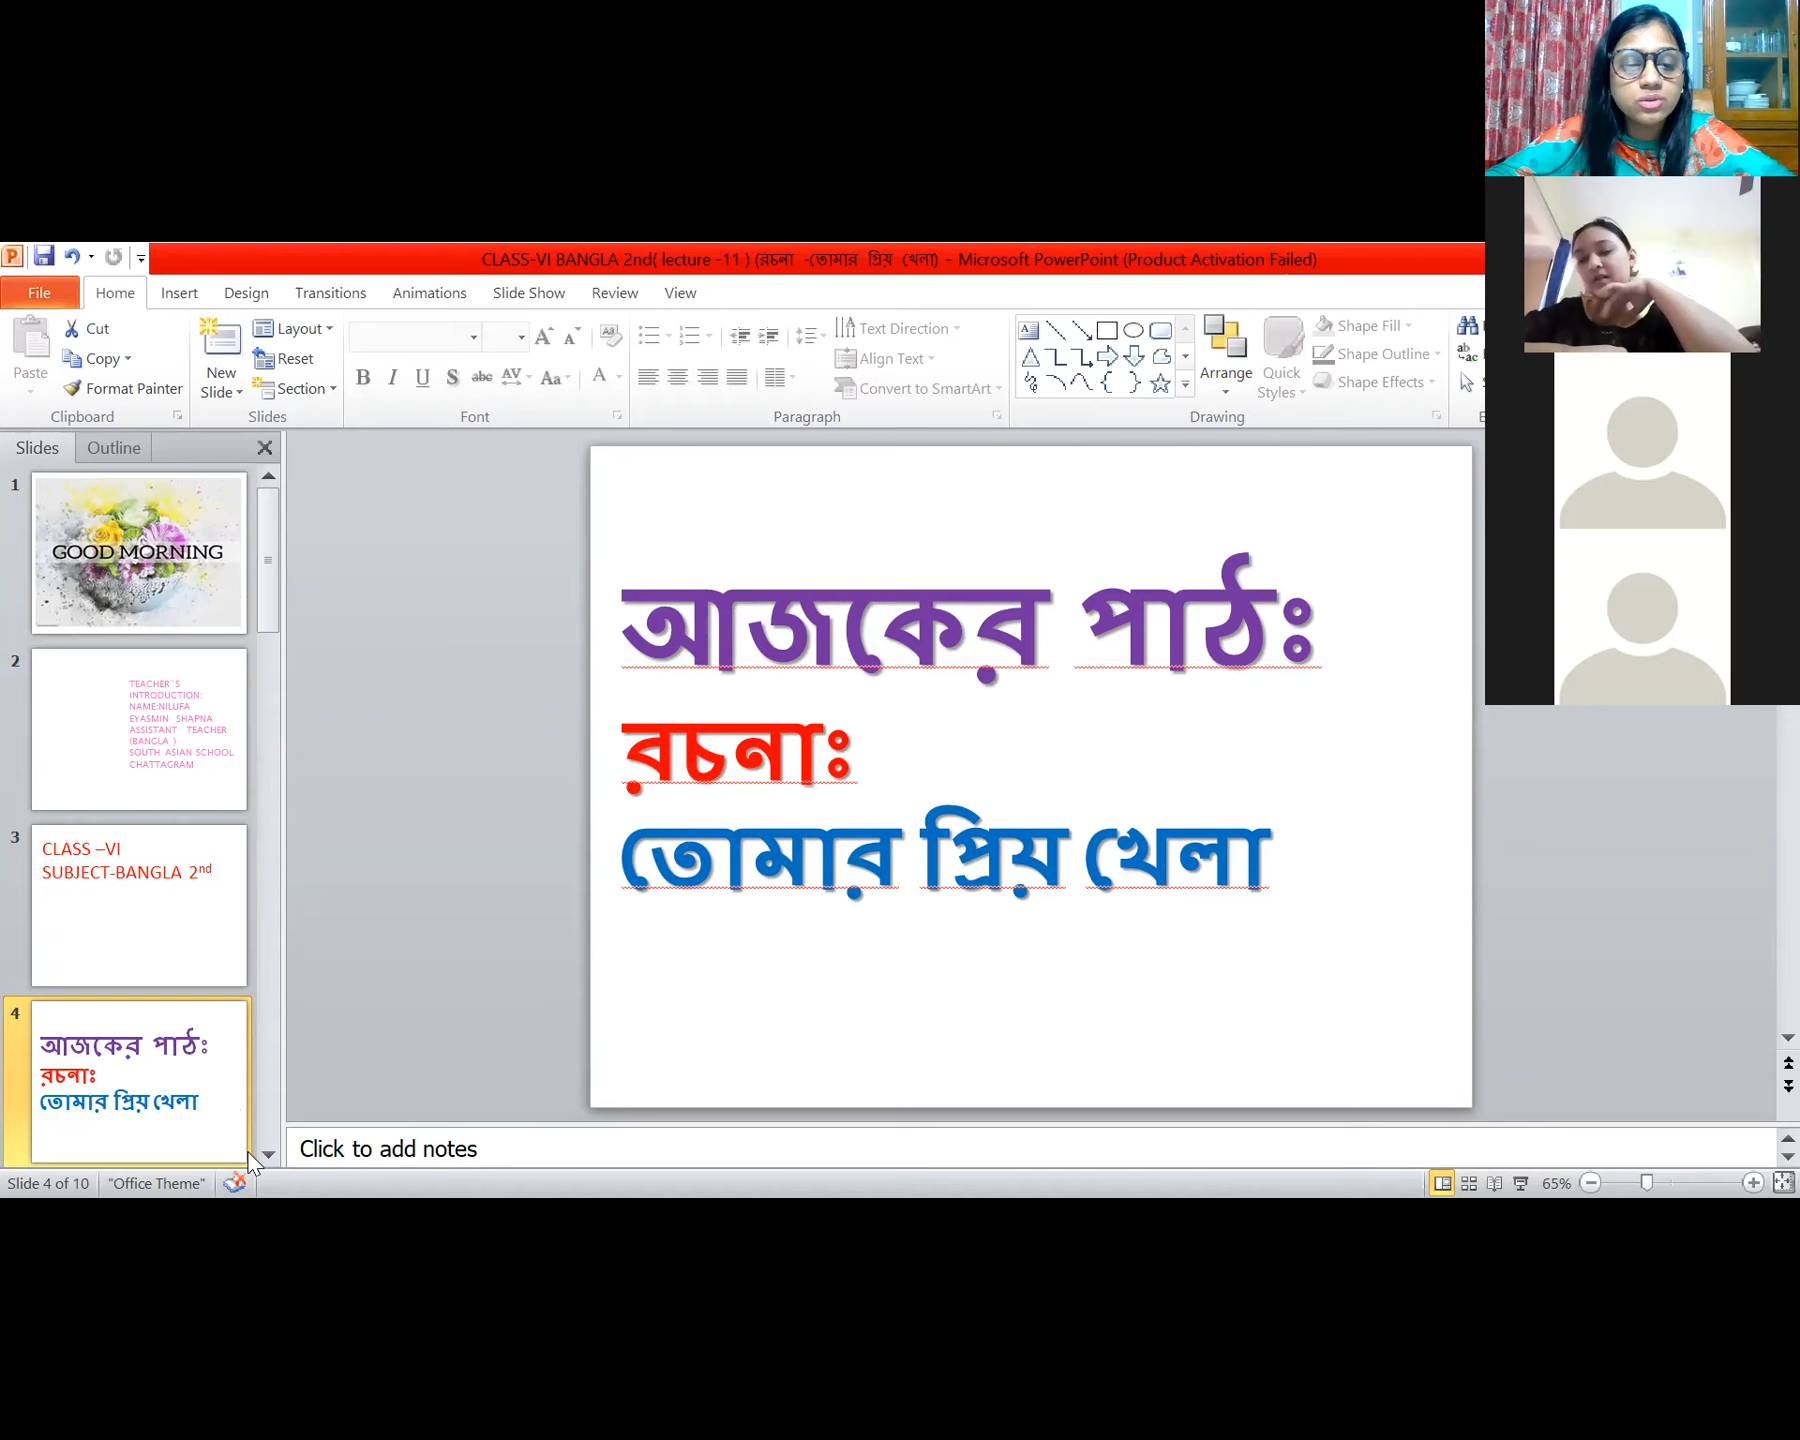 CLASS-VI BANGLA 2nd( lecture -11 ) (রচনা -তোমার প্রিয় খেলা) - Microsoft PowerPoint (Product Activation Failed)
File Home Insert Design Transitions Animations Slide Show Review View
Paste
Cut
Copy
Format Painter
Clipboard
New Slide
Layout
Reset
Section
Slides
Font
Text Direction
Align Text
Convert to SmartArt
Paragraph
Arrange
Quick Styles
Shape Fill
Shape Outline
Shape Effects
Drawing
Slides Outline
1
GOOD MORNING
2
TEACHER`S
INTRODUCTION:
NAME:NILUFA
EYASMIN SHAPNA
ASSISTANT TEACHER
(BANGLA )
SOUTH ASIAN SCHOOL
CHATTAGRAM
3
CLASS –VI
SUBJECT-BANGLA 2nd
4
আজকের পাঠঃ
রচনাঃ
তোমার প্রিয় খেলা
আজকের পাঠঃ
রচনাঃ
তোমার প্রিয় খেলা
Click to add notes
Slide 4 of 10 "Office Theme" 65%